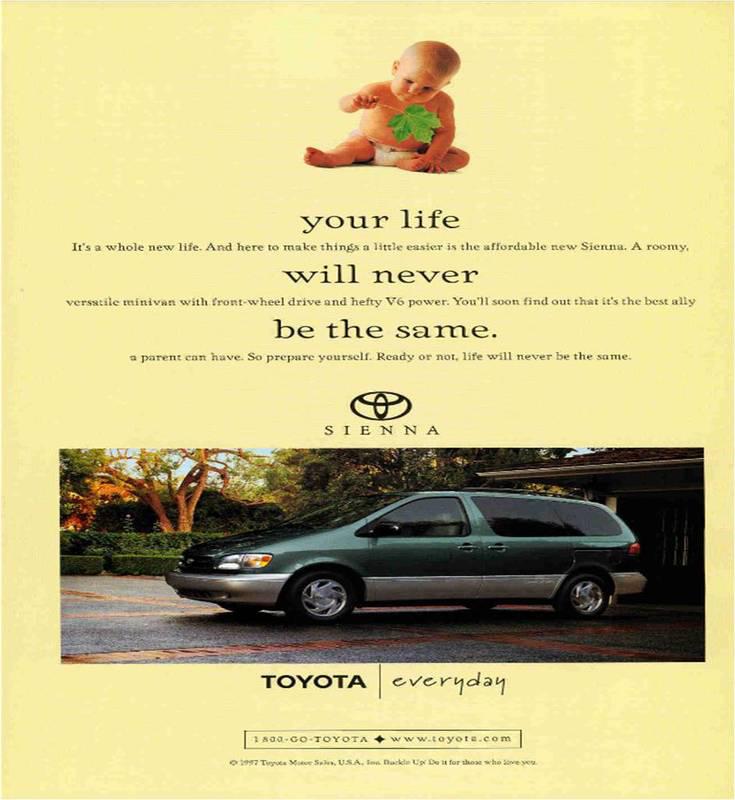 your life
It's a whole new life. And here to make things a little easier is the affordable new Sienna. A roomy,
will never
versatile minivan with front-wheel drive and hefty V6 power. You'll soon find out that it's the best ally
be the same.
a parent can have. So prepare yourself. Ready or not, life will never be the same.
SIENNA
TOYOTA | everyday
1-800-GO-TOYOTA ✦ www.toyota.com
© 1997 Toyota Motor Sales, U.S.A., Inc. Buckle Up! Do it for those who love you.